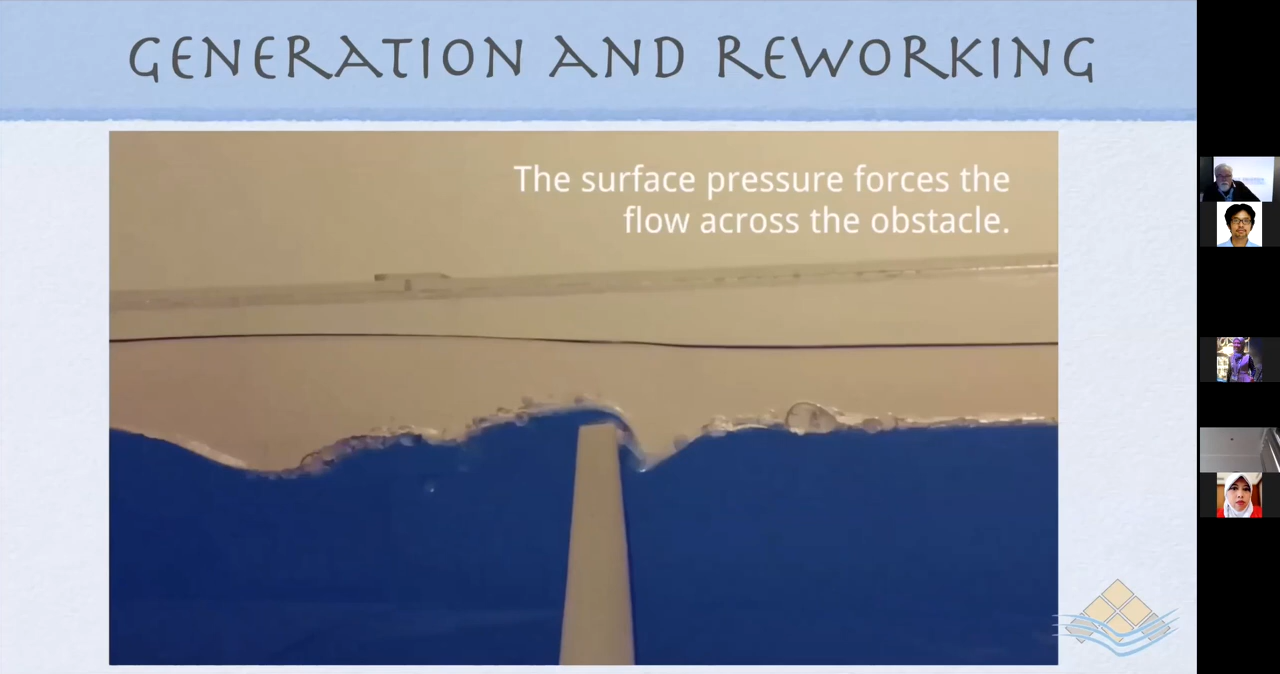 GENERATION AND REWORKING
The surface pressure forces the
flow across the obstacle.